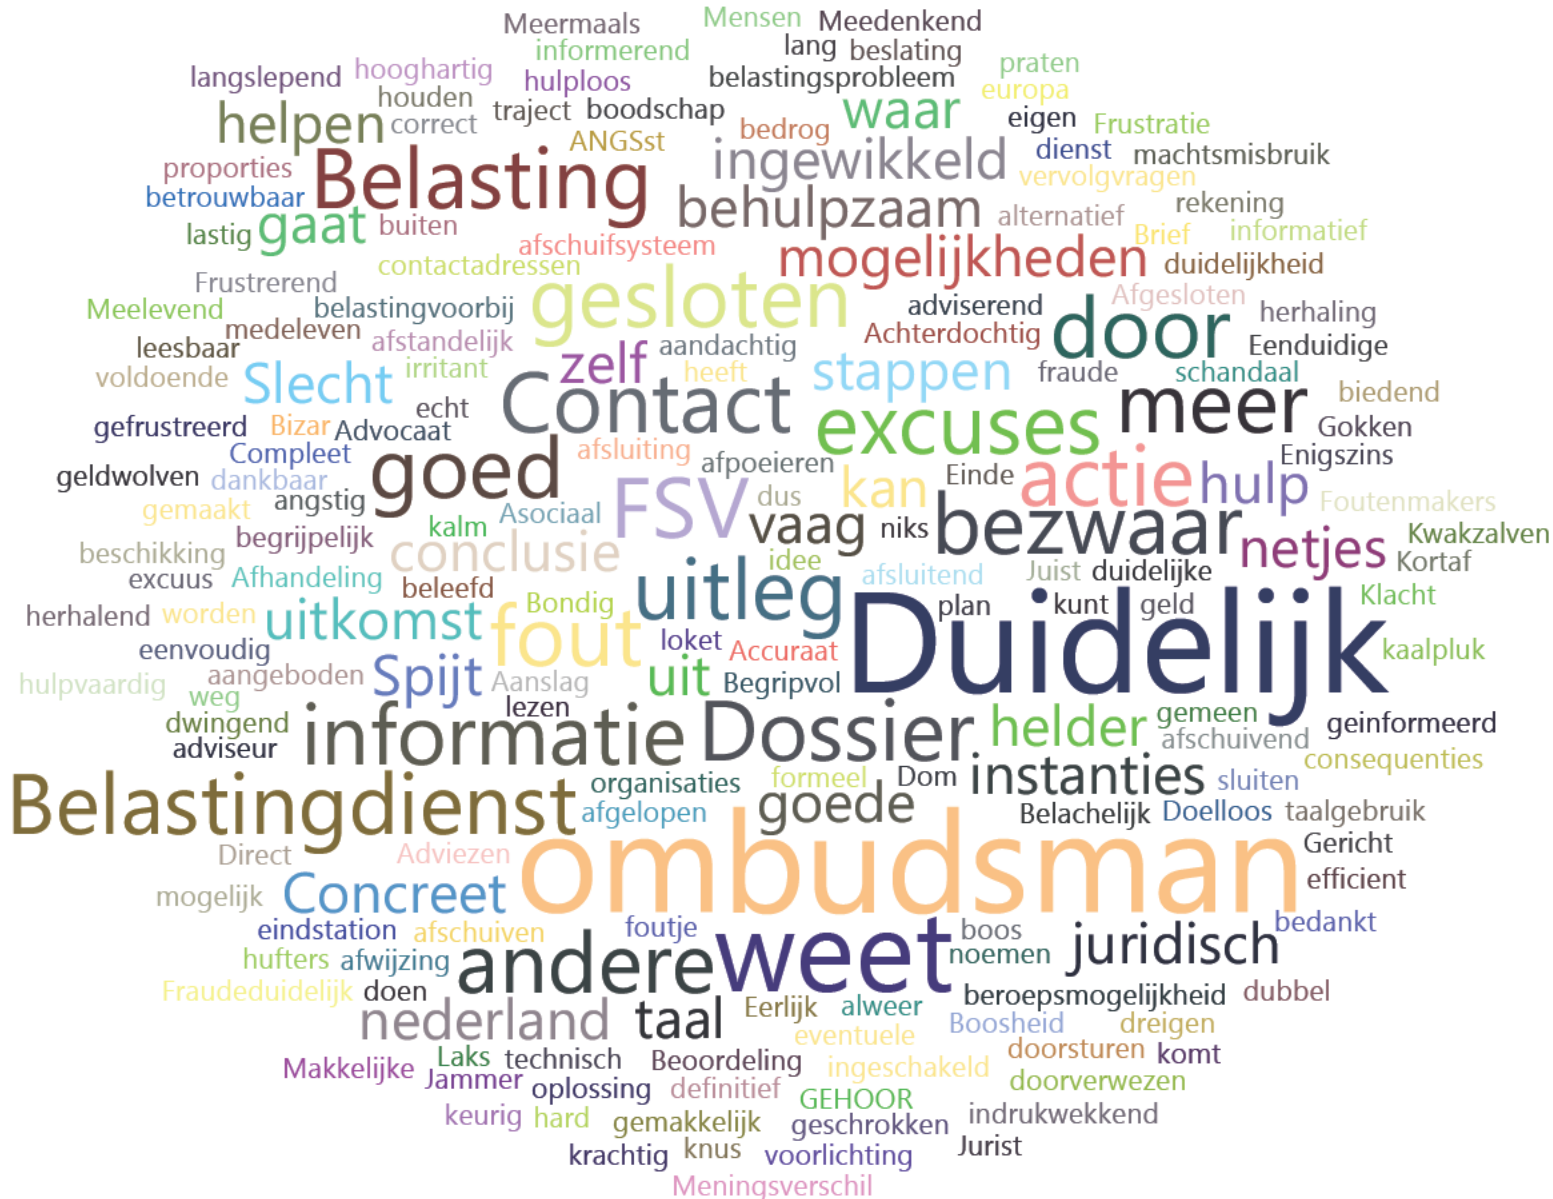 Mensen
Meermaals
Meedenkend
informerend
lang
beslating
praten
langslepend
hooghartig
hulploos
belastingsprobleem
europa
houden
traject
boodschap
waar
eigen
helpen
correct
bedrog
Frustratie
ANGSst
ingewikkeld
dienst
machtsmisbruik
proporties
Belasting
vervolgvragen
betrouwbaar
behulpzaam
rekening
lastig
gaat
buiten
alternatief
afschuifsysteem
Brief
informatief
contactadressen
mogelijkheden
duidelijkheid
Frustrerend
gesloten
Afgesloten
Meelevend
belastingvoorbij
adviserend
herhaling
medeleven
afstandelijk
Achterdochtig
door
Eenduidige
leesbaar
zelf
aandachtig
voldoende
Slecht
irritant
heeft
stappen
fraude
schandaal
biedend
echt
Contact
meer
gefrustreerd
Bizar
Advocaat
excuses
Gokken
Compleet
afsluiting
Enigszins
geldwolven
dankbaar
goed
afpoeieren
Einde
actie
hulp
angstig
kan
gemaakt
Asociaal
FSV
dus
Foutenmakers
kalm
vaag
niks
bezwaar
Kwakzalven
beschikking
begrijpelijk
conclusie
netjes
Kortaf
excuus
Afhandeling
idee
afsluitend
Juist
duidelijke
beleefd
uitleg
Klacht
herhalend
worden
uitkomst
Bondig
plan
kunt
geld
fout
loket
Duidelijk
eenvoudig
Accuraat
kaalpluk
hulpvaardig
aangeboden
Spijt
Aanslag
uit
Begripvol
weg
lezen
dwingend
informatie
Dossier
helder
gemeen
geinformeerd
adviseur
afschuivend
consequenties
organisaties
formeel
Dom
instanties
sluiten
Belastingdienst
afgelopen
goede
Belachelijk
Doelloos
taalgebruik
Direct
Adviezen
ombudsman
Gericht
mogelijk
Concreet
efficient
eindstation
afschuiven
foutje
boos
bedankt
hufters
afwijzing
andere
weet
noemen
juridisch
Fraudeduidelijk
doen
beroepsmogelijkheid
dubbel
nederland
taal
Eerlijk
alweer
Boosheid
dreigen
eventuele
Makkelijke
Laks
technisch
Beoordeling
ingeschakeld
doorsturen
komt
Jammer
oplossing
definitief
doorverwezen
GEHOOR
keurig
hard
gemakkelijk
geschrokken
indrukwekkend
krachtig
knus
voorlichting
Jurist
Meningsverschil